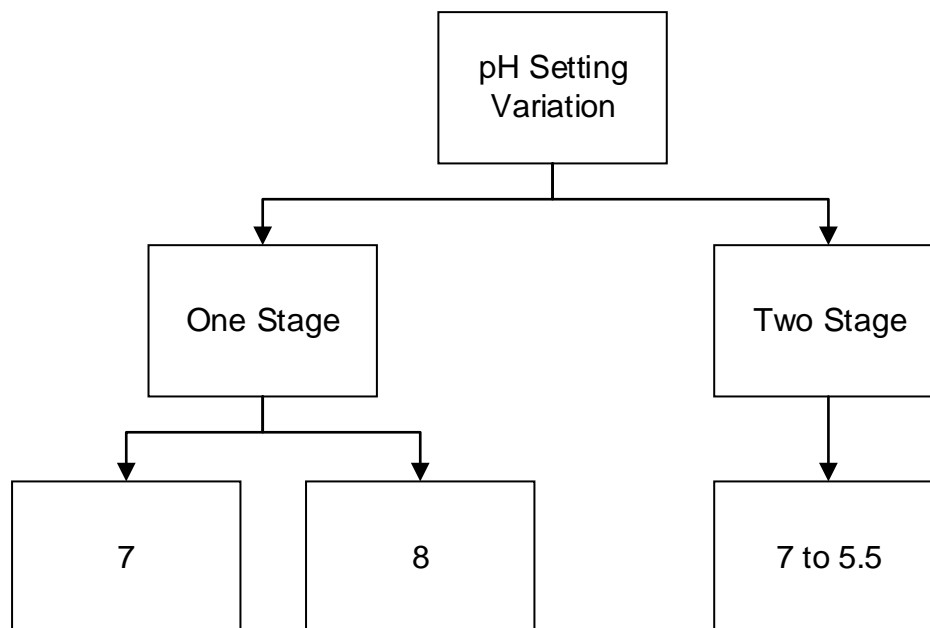 pH Setting
Variation
One Stage
Two Stage
7
8
7 to 5.5